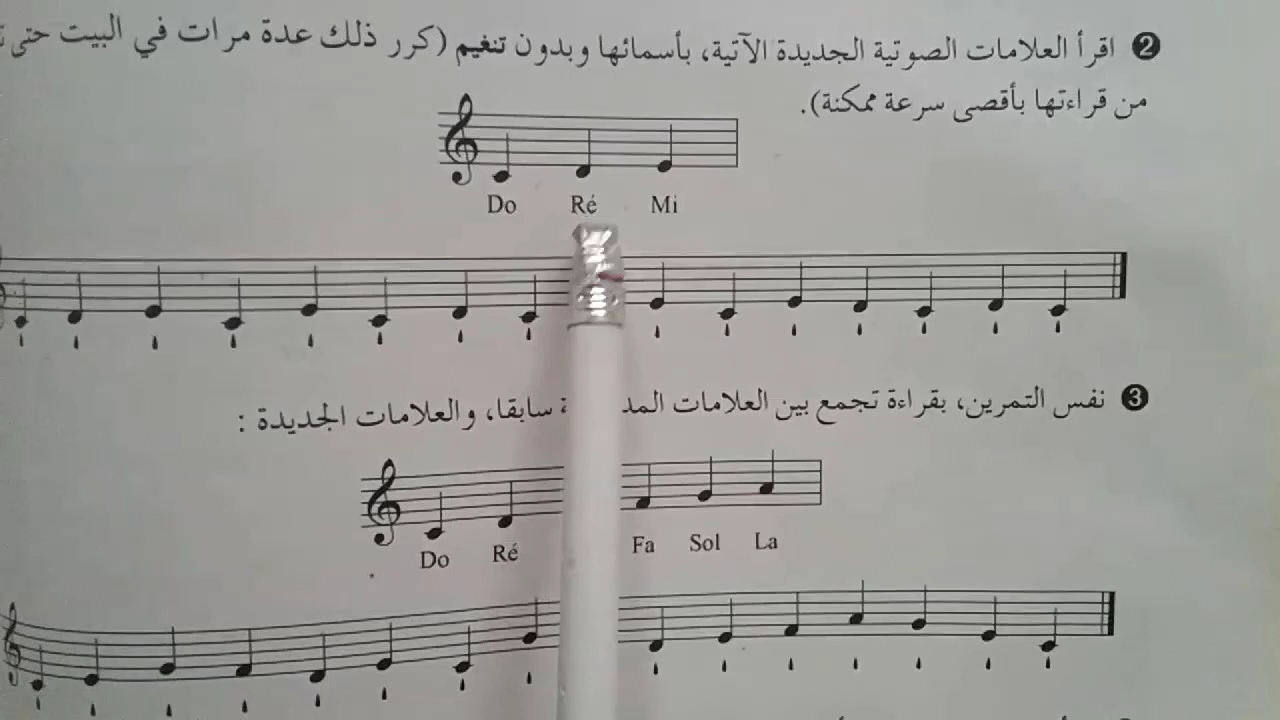 ❷ اقرأ العلامات الصوتية الجديدة الآتية، بأسمائها وبدون تنغيم (كرر ذلك عدة مرات في البيت حتى
من قراءتها بأقصى سرعة ممكنة).
Do Ré Mi
❸ نفس التمرين، بقراءة تجمع بين العلامات سابقا، والعلامات الجديدة :
Do Ré Fa Sol La